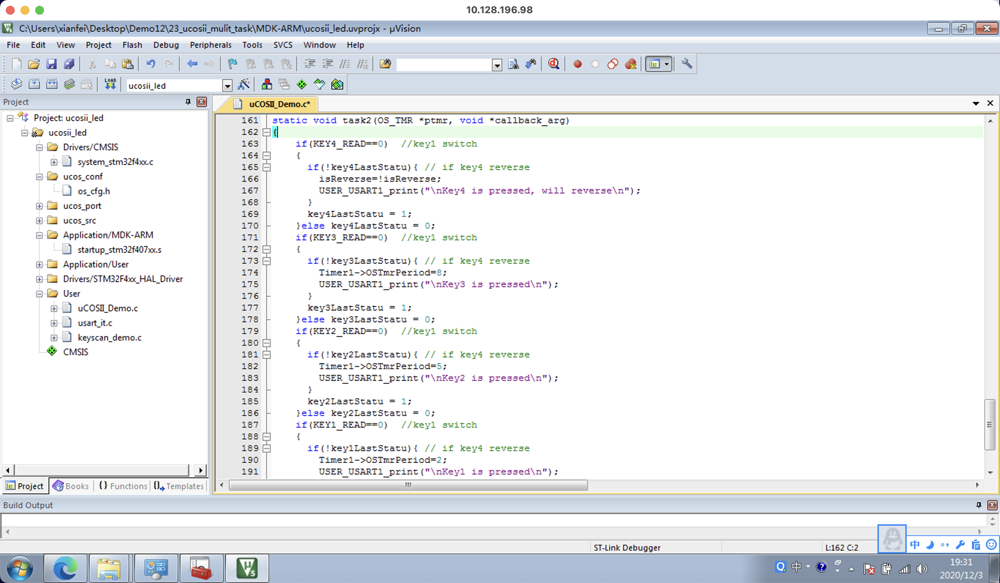 10.128.196.98
C:\Users\xianfei\Desktop\Demo12\23_ucosii_mulit_task\MDK-ARM\ucosii_led.uvprojx - µVision
File Edit View Project Flash Debug Peripherals Tools SVCS Window Help
LOAD
ucosii_led
Project
uCOSII_Demo.c*
Project: ucosii_led
ucosii_led
Drivers/CMSIS
system_stm32f4xx.c
ucos_conf
os_cfg.h
ucos_port
ucos_src
Application/MDK-ARM
startup_stm32f407xx.s
Application/User
Drivers/STM32F4xx_HAL_Driver
User
uCOSII_Demo.c
usart_it.c
keyscan_demo.c
CMSIS
Project Books {} Functions Templates
161 static void task2(OS_TMR *ptmr, void *callback_arg)
162 {
163 if(KEY4_READ==0) //key1 switch
164 {
165 if(!key4LastStatu){ // if key4 reverse
166 isReverse=!isReverse;
167 USER_USART1_print("\nKey4 is pressed, will reverse\n");
168 }
169 key4LastStatu = 1;
170 }else key4LastStatu = 0;
171 if(KEY3_READ==0) //key1 switch
172 {
173 if(!key3LastStatu){ // if key4 reverse
174 Timer1->OSTmrPeriod=8;
175 USER_USART1_print("\nKey3 is pressed\n");
176 }
177 key3LastStatu = 1;
178 }else key3LastStatu = 0;
179 if(KEY2_READ==0) //key1 switch
180 {
181 if(!key2LastStatu){ // if key4 reverse
182 Timer1->OSTmrPeriod=5;
183 USER_USART1_print("\nKey2 is pressed\n");
184 }
185 key2LastStatu = 1;
186 }else key2LastStatu = 0;
187 if(KEY1_READ==0) //key1 switch
188 {
189 if(!key1LastStatu){ // if key4 reverse
190 Timer1->OSTmrPeriod=2;
191 USER_USART1_print("\nKey1 is pressed\n");
Build Output
ST-Link Debugger
L:162 C:2
中
中
19:31
2020/12/3